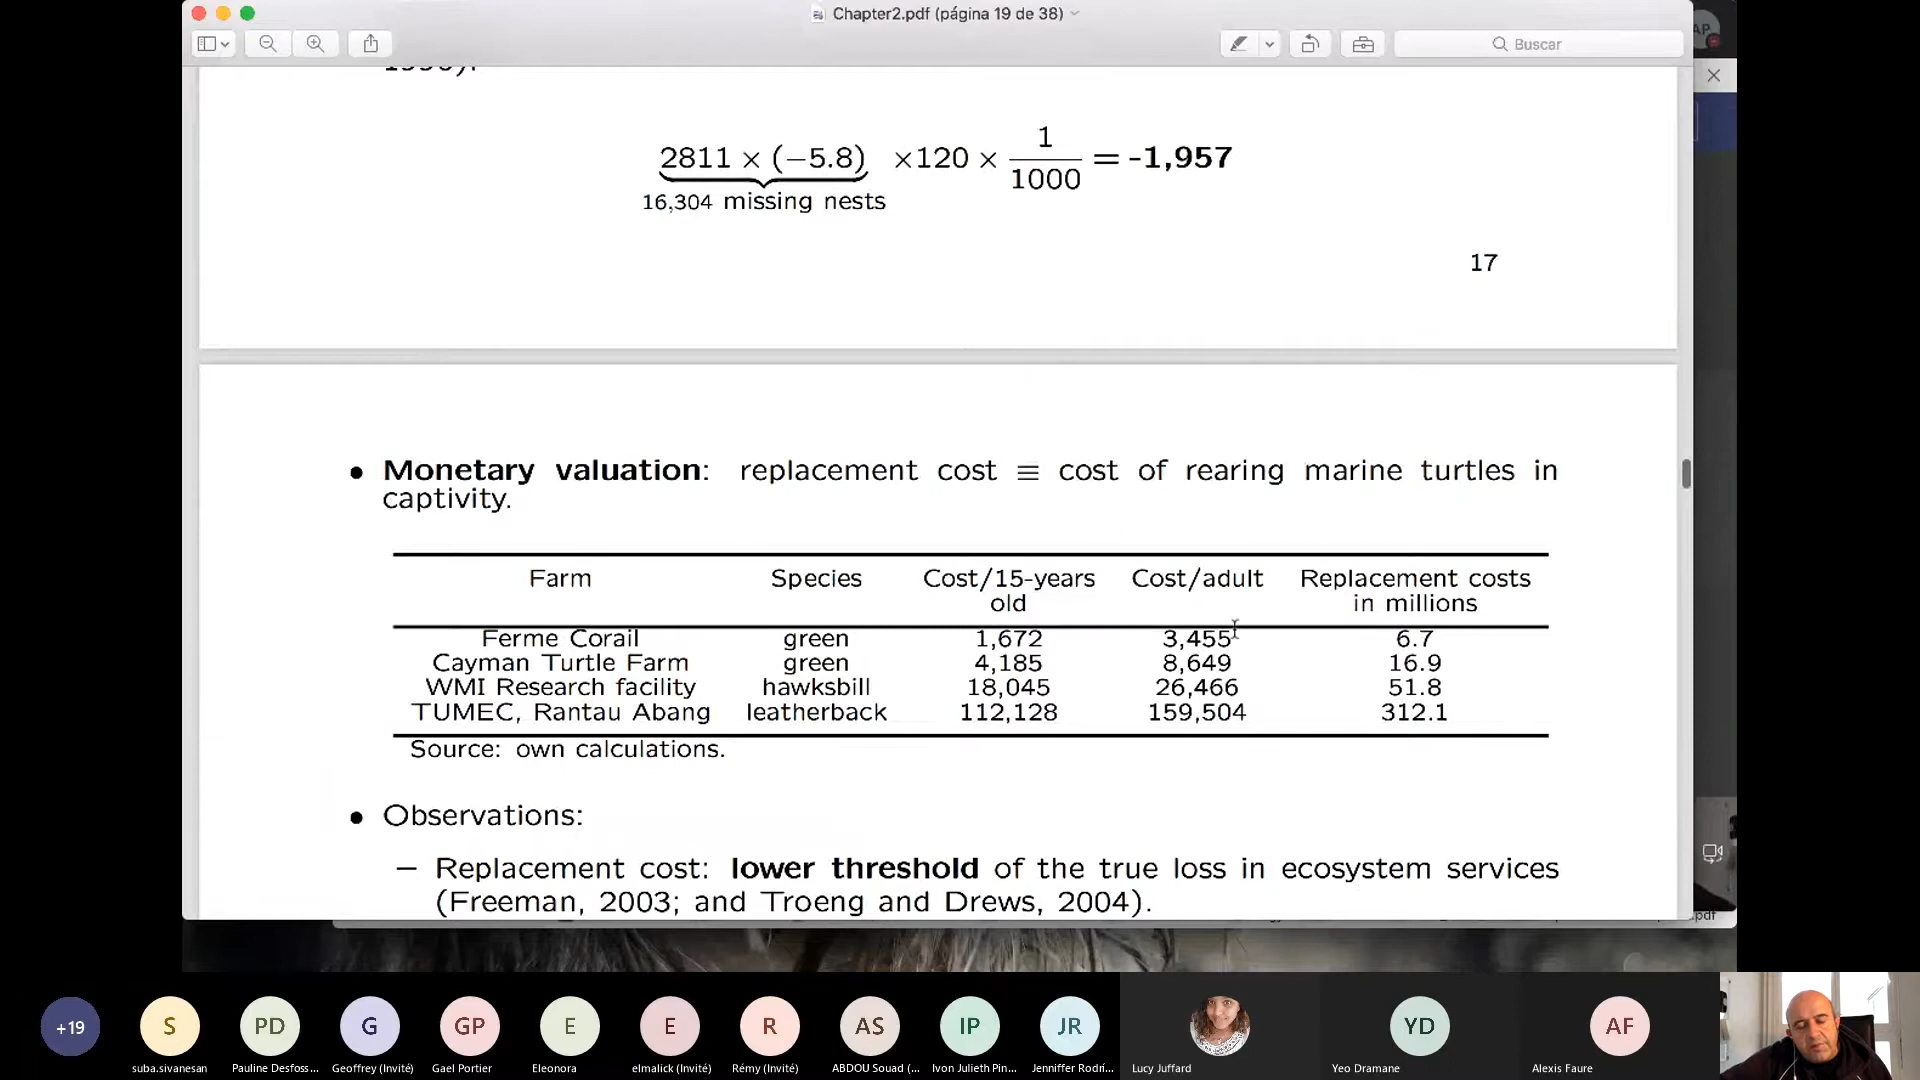 Chapter2.pdf (página 19 de 38)
Buscar
AP
2811 × (−5.8) ×120 × 1/1000 = -1,957
16,304 missing nests
17
• Monetary valuation: replacement cost ≡ cost of rearing marine turtles in
captivity.
Farm Species Cost/15-years Cost/adult Replacement costs
old in millions
Ferme Corail green 1,672 3,455 6.7
Cayman Turtle Farm green 4,185 8,649 16.9
WMI Research facility hawksbill 18,045 26,466 51.8
TUMEC, Rantau Abang leatherback 112,128 159,504 312.1
Source: own calculations.
• Observations:
– Replacement cost: lower threshold of the true loss in ecosystem services
(Freeman, 2003; and Troeng and Drews, 2004).
.pdf
+19 S PD G GP E E R AS IP JR YD AF
suba.sivanesan Pauline Desfoss... Geoffrey (Invité) Gael Portier Eleonora elmalick (Invité) Rémy (Invité) ABDOU Souad (... Ivon Julieth Pin... Jenniffer Rodrí... Lucy Juffard Yeo Dramane Alexis Faure